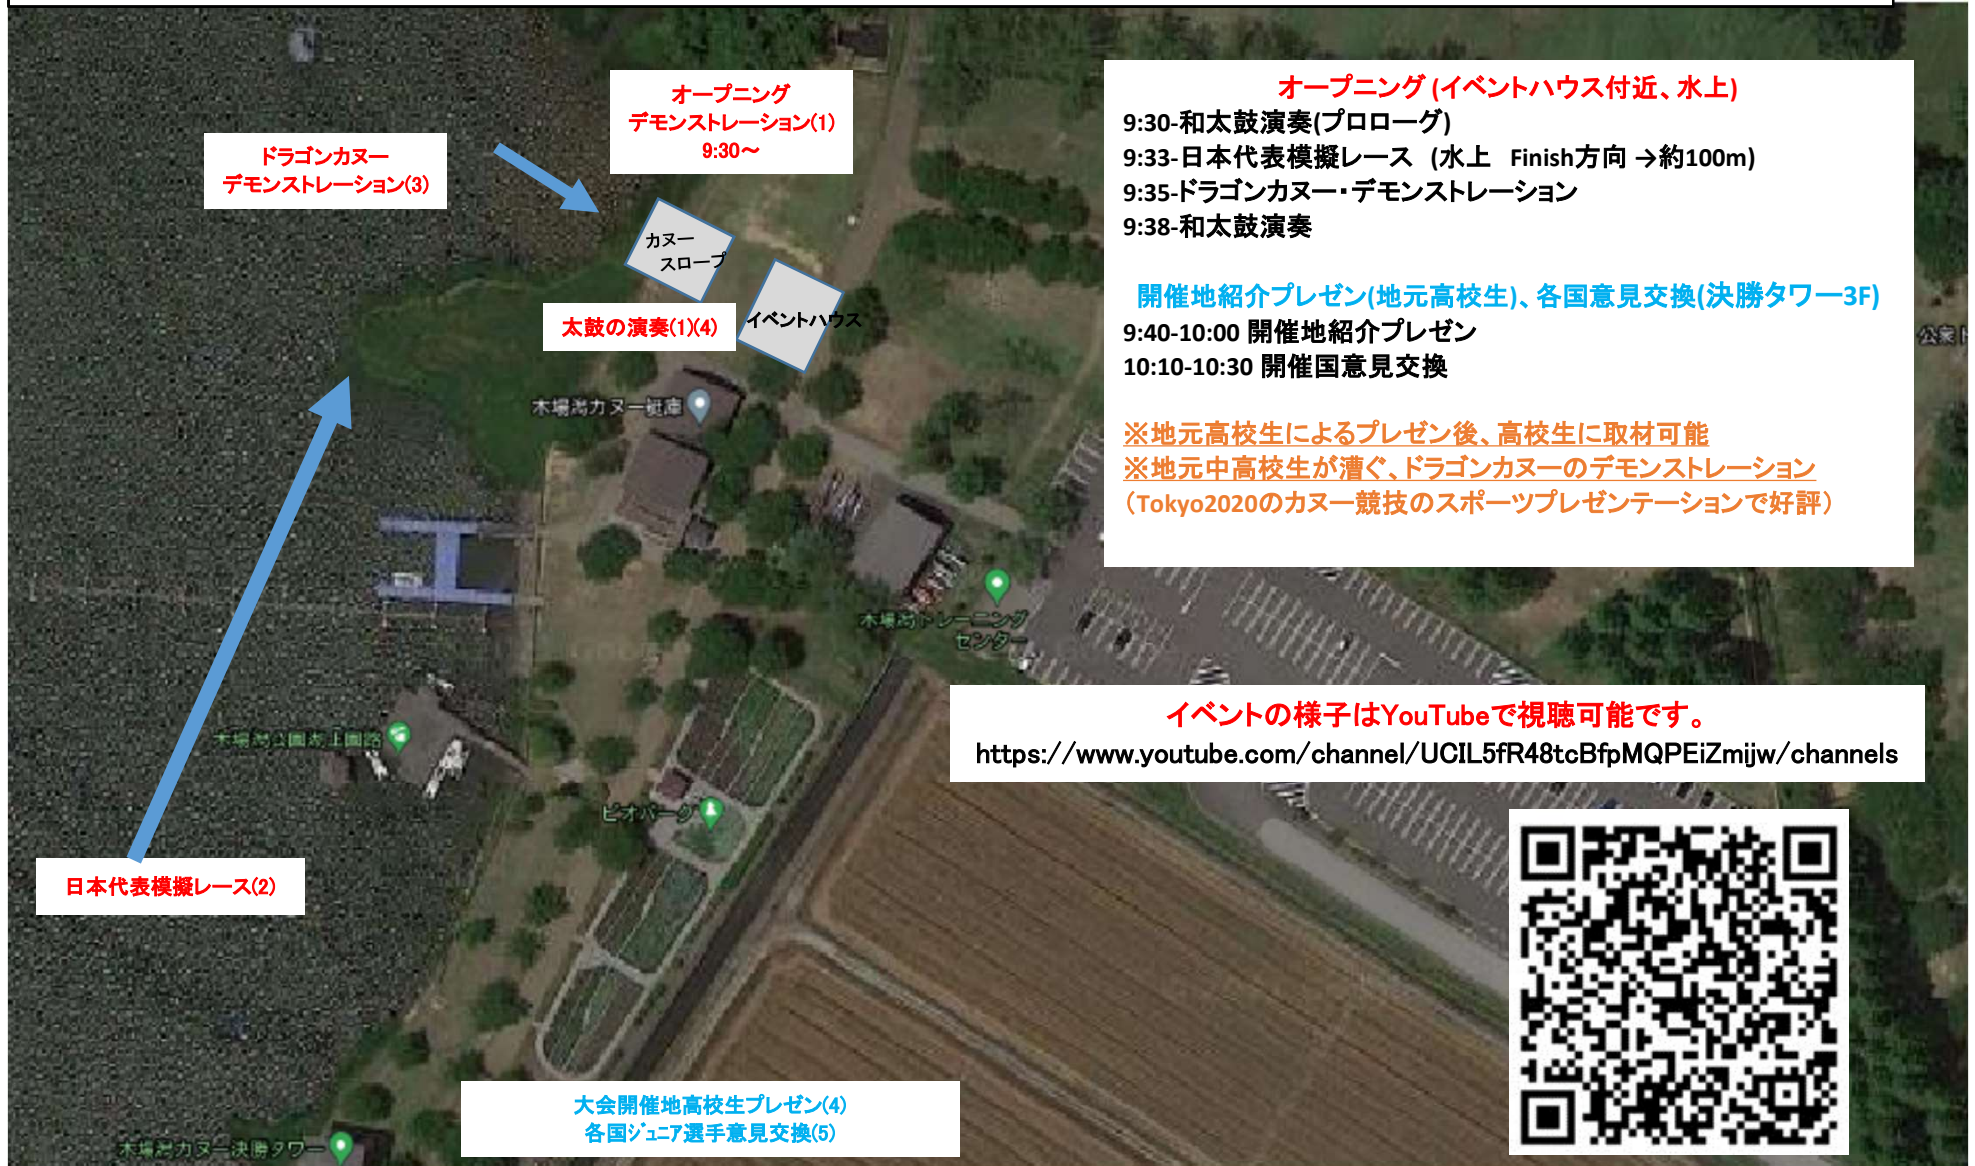 オープニング
デモンストレーション(1)
9:30～
ドラゴンカヌー
デモンストレーション(3)
カヌー
スロープ
イベントハウス
太鼓の演奏(1)(4)
オープニング (イベントハウス付近、水上)
9:30-和太鼓演奏(プロローグ)
9:33-日本代表模擬レース (水上 Finish方向 →約100m)
9:35-ドラゴンカヌー・デモンストレーション
9:38-和太鼓演奏
開催地紹介プレゼン(地元高校生)、各国意見交換(決勝タワー3F)
9:40-10:00 開催地紹介プレゼン
10:10-10:30 開催国意見交換
※地元高校生によるプレゼン後、高校生に取材可能
※地元中高校生が漕ぐ、ドラゴンカヌーのデモンストレーション
（Tokyo2020のカヌー競技のスポーツプレゼンテーションで好評）
公衆ト
木場潟カヌー艇庫
木場潟トレーニング
センター
イベントの様子はYouTubeで視聴可能です。
https://www.youtube.com/channel/UCIL5fR48tcBfpMQPEiZmijw/channels
木場潟公園水上園路
ビオパーク
日本代表模擬レース(2)
大会開催地高校生プレゼン(4)
各国ｼﾞｭﾆｱ選手意見交換(5)
木場潟カヌー決勝タワー